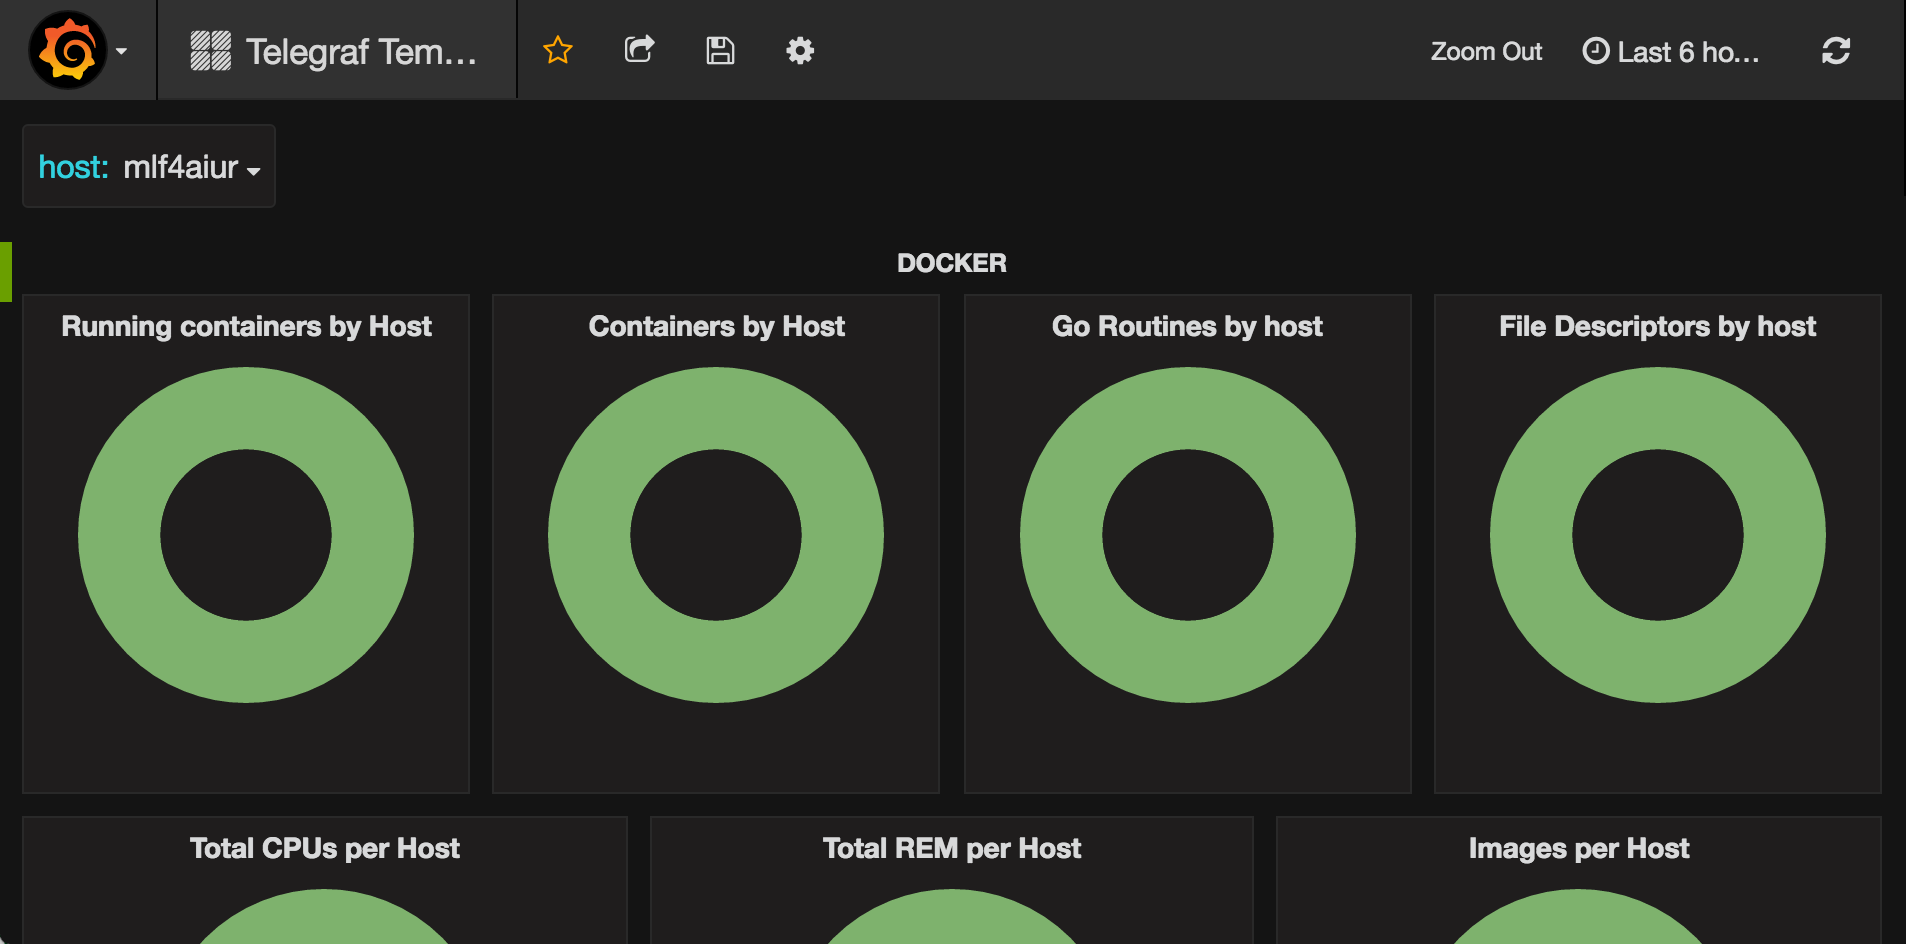 Telegraf Tem...
Zoom Out
Last 6 ho...
host: mlf4aiur
DOCKER
Running containers by Host
Containers by Host
Go Routines by host
File Descriptors by host
Total CPUs per Host
Total REM per Host
Images per Host